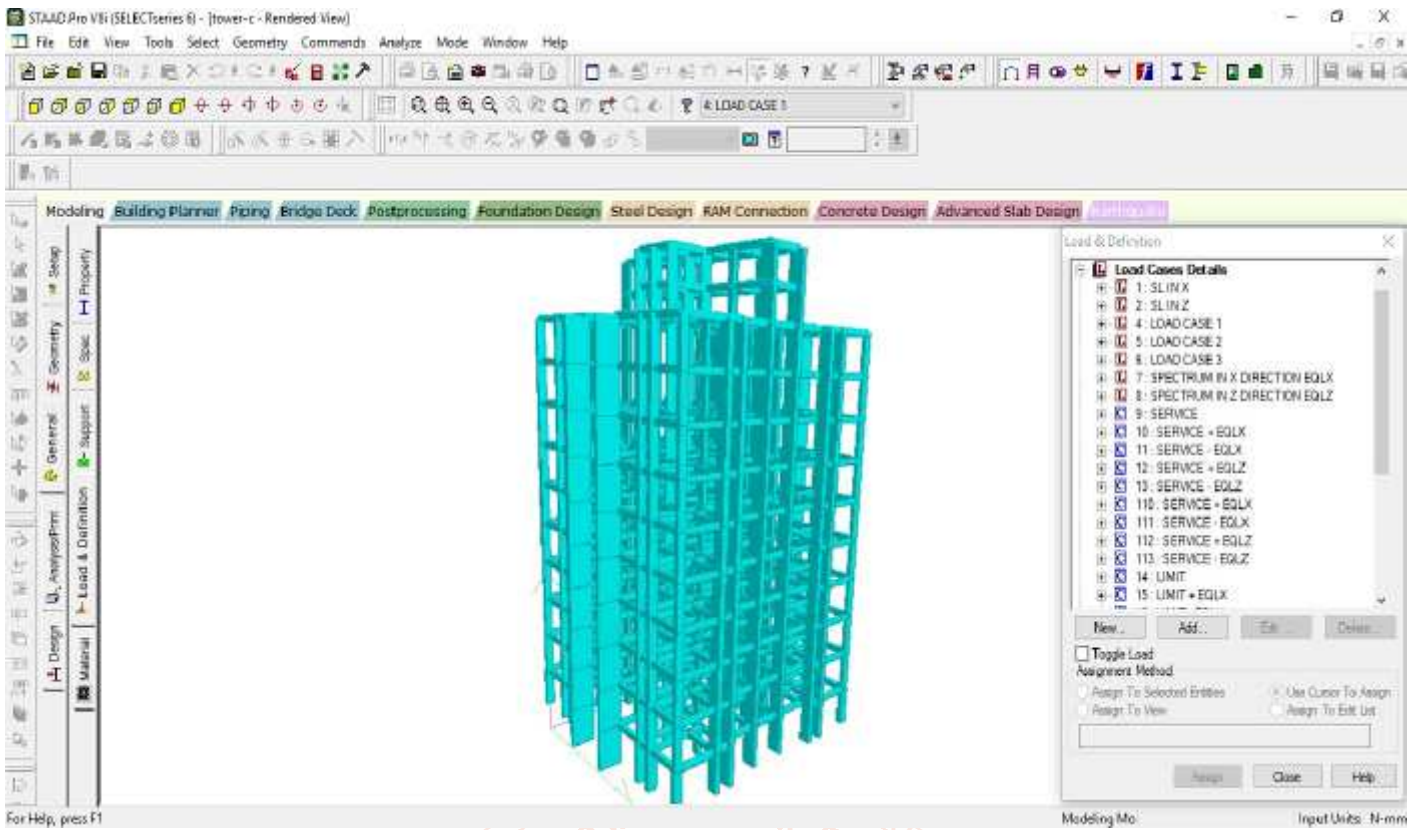 STAAD.Pro V8i (SELECTseries 6) - [tower-c - Rendered View]
File Edit View Tools Select Geometry Commands Analyze Mode Window Help
4: LOAD CASE 1
Modeling Building Planner Piping Bridge Deck Postprocessing Foundation Design Steel Design RAM Connection Concrete Design Advanced Slab Design Earthquake
Setup
Geometry
General
Analysis/Print
Design
Property
Spec
Support
Load & Definition
Material
Load & Definition
Load Cases Details
1 : SL IN X
2 : SL IN Z
4 : LOAD CASE 1
5 : LOAD CASE 2
6 : LOAD CASE 3
7 : SPECTRUM IN X DIRECTION EQLX
8 : SPECTRUM IN Z DIRECTION EQLZ
9 : SERVICE
10 : SERVICE + EQLX
11 : SERVICE - EQLX
12 : SERVICE + EQLZ
13 : SERVICE - EQLZ
110 : SERVICE + EQLX
111 : SERVICE - EQLX
112 : SERVICE + EQLZ
113 : SERVICE - EQLZ
14 : LIMIT
15 : LIMIT + EQLX
New... Add... Edit... Delete...
Toggle Load
Assignment Method
Assign To Selected Entities Use Cursor To Assign
Assign To View Assign To Edit List
Assign Close Help
For Help, press F1 Modeling Mo Input Units: N-mm